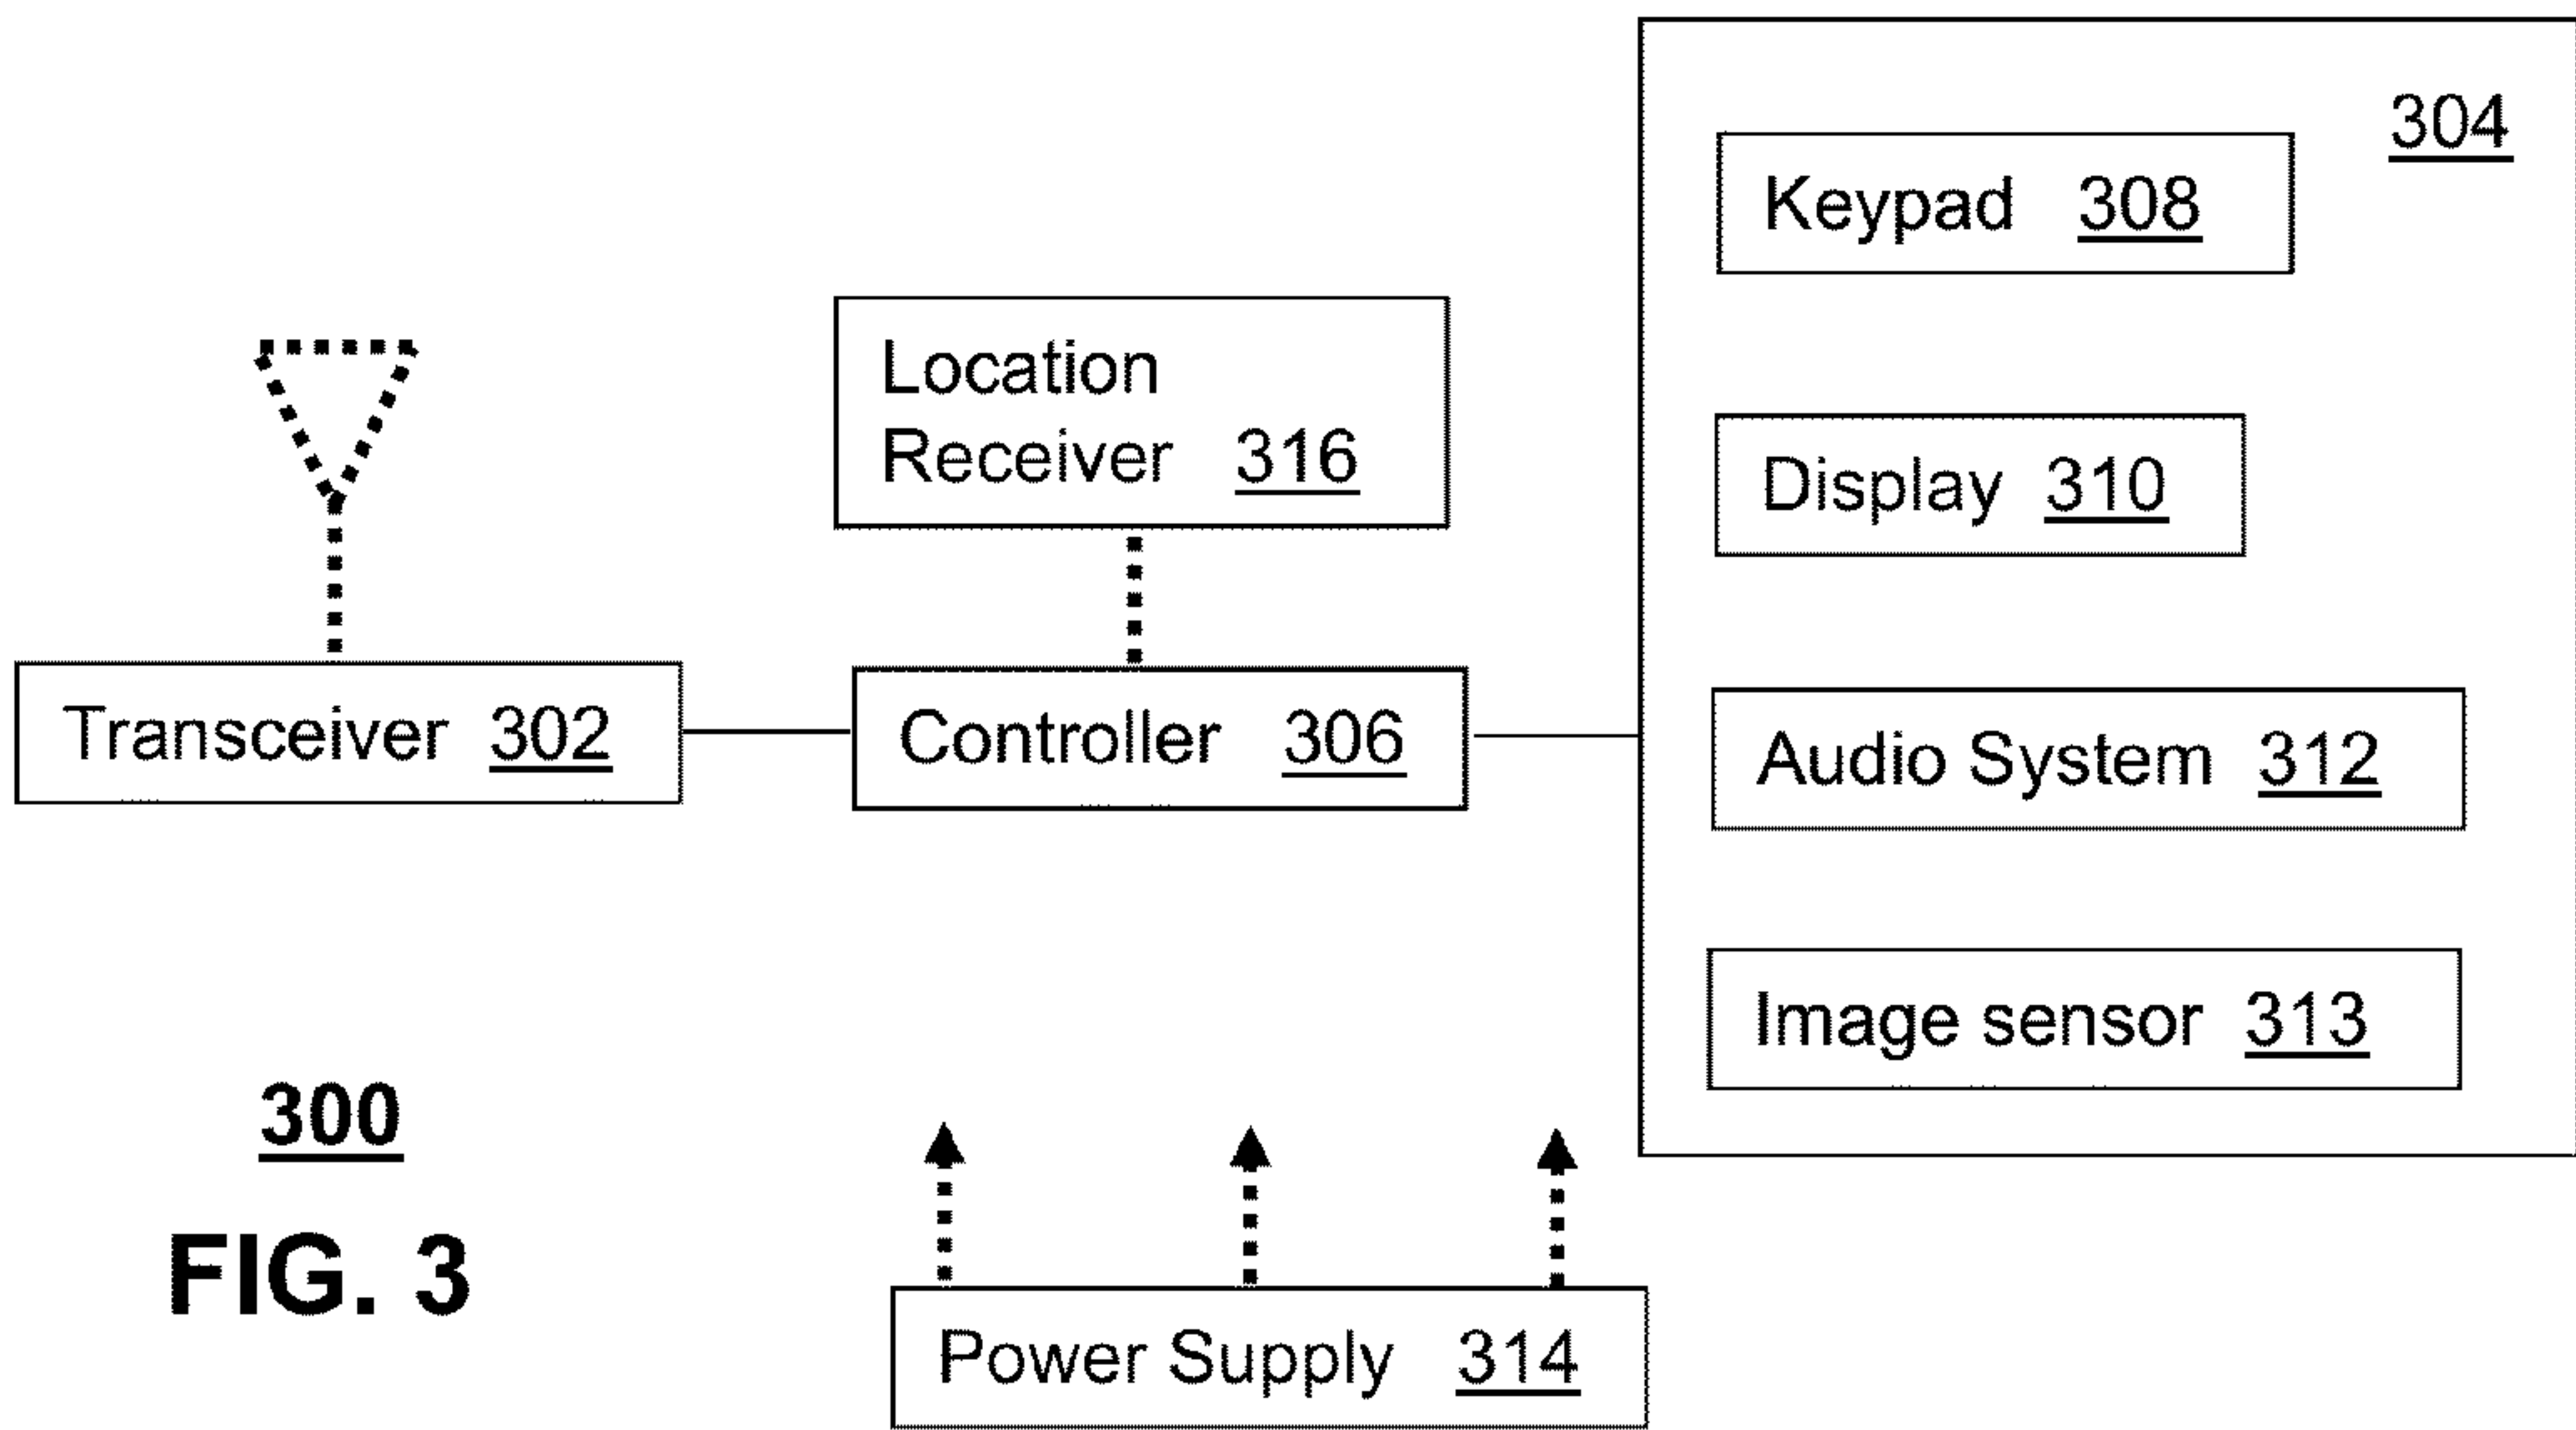 304
Keypad 308
Location
Receiver 316
Display 310
Transceiver 302
Controller 306
Audio System 312
Image sensor 313
300
FIG. 3
Power Supply 314